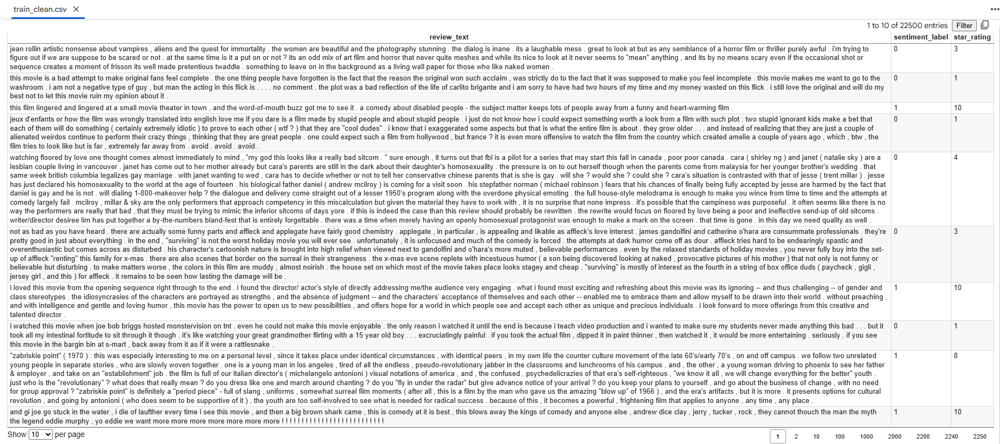 train_clean.csv ×
1 to 10 of 22500 entries Filter
review_text sentiment_label star_rating
jean rollin artistic nonsense about vampires , aliens and the quest for immortality . the women are beautiful and the photography stunning . the dialog is inane . its a laughable mess . great to look at but as any semblance of a horror film or thriller purely awful . i'm trying to 0 3
figure out if we are suppose to be scared or not . at the same time is it a put on or not ? its an odd mix of art film and horror that never quite meshes and while its nice to look at it never seems to "mean" anything , and its by no means scary even if the occasional shot or
sequence creates a moment of frisson its well made pretentious twaddle . something to leave on in the background as a living wall paper for those who like naked women .
this movie is a bad attempt to make original fans feel complete . the one thing people have forgotten is the fact that the reason the original won such acclaim , was strictly do to the fact that it was supposed to make you feel incomplete . this movie makes me want to go to the 0 1
washroom . i am not a negative type of guy , but man the acting in this flick is . . . . no comment . the plot was a bad reflection of the life of carlito brigante and i am sorry to have had two hours of my time and my money wasted on this flick . i still love the original and will do my
best not to let this movie ruin my opinion about it .
this film lingered and lingered at a small movie theater in town , and the word-of-mouth buzz got me to see it . a comedy about disabled people - the subject matter keeps lots of people away from a funny and heart-warming film . 1 10
jeux d'enfants or how the film was wrongly translated into english love me if you dare is a film made by stupid people and about stupid people . i just do not know how i could expect something worth a look from a film with such plot : two stupid ignorant kids make a bet that 0 1
each of them will do something ( certainly extremely idiotic ) to prove to each other ( wtf ? ) that they are "cool dudes" . i know that i exaggerated some aspects but that is what the entire film is about . they grow older . . . and instead of realizing that they are just a couple of
alienated weirdos continue to perform their crazy things , thinking that they are great people . one could expect such a film from hollywood , but france ? it is even more offensive to watch the film from the country which created amelie a couple of years ago , which , btw , the
film tries to look like but is far , extremely far away from . avoid . avoid . avoid .
watching floored by love one thought comes almost immediately to mind , "my god this looks like a really bad sitcom . " sure enough , it turns out that fbl is a pilot for a series that may start this fall in canada , poor poor canada . cara ( shirley ng ) and janet ( natalie sky ) are a 0 4
lesbian couple living in vancouver . janet has come out to her mother already but cara's parents are still in the dark about their daughter's homosexuality . the pressure is on to out herself though when the parents come from malaysia for her younger brother's wedding . that
same week british columbia legalizes gay marriage . with janet wanting to wed , cara has to decide whether or not to tell her conservative chinese parents that is she is gay . will she ? would she ? could she ? cara's situation is contrasted with that of jesse ( trent millar ) . jesse
has just declared his homosexuality to the world at the age of fourteen . his biological father daniel ( andrew mcilroy ) is coming for a visit soon . his stepfather norman ( michael robinson ) fears that his chances of finally being fully accepted by jesse are harmed by the fact that
daniel is gay and he is not . will dialing 1-800-makeover help ? the dialogue and delivery come straight out of a lesser 1950's program along with the overdone physical emoting . the full house-style melodrama is enough to make you wince from time to time and the attempts at
comedy largely fail . mcilroy , millar & sky are the only performers that approach competency in this miscalculation but given the material they have to work with , it is no surprise that none impress . it's possible that the campiness was purposeful . it often seems like there is no
way the performers are really that bad , that they must be trying to mimic the inferior sitcoms of days yore . if this is indeed the case than this review should probably be rewritten . the rewrite would focus on floored by love being a poor and ineffective send-up of old sitcoms .
writer/director desiree lim has put together a by-the-numbers bland-fest that is entirely forgettable . there was a time when merely having an openly homosexual protagonist was enough to make a mark on the screen . that time is gone . in this day we need quality as well .
not as bad as you have heard . there are actually some funny parts and affleck and applegate have fairly good chemistry . applegate , in particular , is appealing and likable as affleck's love interest . james gandolfini and catherine o'hara are consummate professionals . they're 0 3
pretty good in just about everything . in the end , "surviving" is not the worst holiday movie you will ever see . unfortunately , it is unfocused and much of the comedy is forced . the attempts at dark humor come off as dour . affleck tries hard to be endearingly spastic and
overenthusiastic but comes across as disturbed . his character's cartoonish nature is brought into high relief when viewed next to gandolfini and o'hara's more muted , believable performances . even by the relaxed standards of holiday movies , you never fully buy into the set-
up of affleck "renting" this family for x-mas . there are also scenes that border on the surreal in their strangeness . the x-mas eve scene replete with incestuous humor ( a son being discovered looking at naked , provocative pictures of his mother ) that not only is not funny or
believable but disturbing . to make matters worse , the colors in this film are muddy , almost noirish . the house set on which most of the movie takes place looks stagey and cheap . "surviving" is mostly of interest as the fourth in a string of box office duds ( paycheck , gigli ,
jersey girl , and this ) for affleck . it remains to be seen how lasting the damage will be .
i loved this movie from the opening sequence right through to the end . i found the director/ actor's style of directly addressing me/the audience very engaging . what i found most exciting and refreshing about this movie was its ignoring -- and thus challenging -- of gender and 1 10
class stereotypes . the idiosyncrasies of the characters are portrayed as strengths , and the absence of judgment -- and the characters' acceptance of themselves and each other -- enabled me to embrace them and allow myself to be drawn into their world . without preaching ,
and with intelligence and gentle and loving humor , this movie has the power to open us to new possibilities , and offers hope for a world in which people see and accept each other as unique and precious individuals . i look forward to more offerings from this creative and
talented director .
i watched this movie when joe bob briggs hosted monstervision on tnt . even he could not make this movie enjoyable . the only reason i watched it until the end is because i teach video production and i wanted to make sure my students never made anything this bad . . . but it 0 1
took all my intestinal fortitude to sit through it though . it's like watching your great grandmother flirting with a 15 year old boy . . . excruciatingly painful . if you took the actual film , dipped it in paint thinner , then watched it , it would be more entertaining . seriously . if you see
this movie in the bargin bin at s-mart , back away from it as if it were a rattlesnake .
"zabriskie point" ( 1970 ) : this was especially interesting to me on a personal level , since it takes place under identical circumstances , with identical peers , in my own life the counter culture movement of the late 60's/early 70's , on and off campus . we follow two unrelated 1 8
young people in separate stories , who are slowly woven together . one is a young man in los angeles , tired of all the endless , pseudo-revolutionary jabber in the classrooms and lunchrooms of his campus , and , the other , a young woman driving to phoenix to see her father
& employer , and take on an "establishment" job . the film is full of our italian director's ( michelangelo antonioni ) visual notations of america , and , the confused , psychedelicrazies of that era's self-righteous , "we know it all , we will change everything for the better" youth .
just who is the "revolutionary" ? what does that really mean ? do you dress like one and march around chanting ? do you "fly in under the radar" but give advance notice of your arrival ? do you keep your plans to yourself , and go about the business of change , with no need
for group approval ? "zabriskie point" is definitely a "period piece" - full of slang , uniforms , somewhat surreal film moments ( after all , this is a film by the man who gave us the amazing "blow up" of 1966 ) , and the era's artifacts , but it is more . it presents options for cultural
revolution , and going by antonioni ( who does seem to be supportive of it ) , the youth are too self-involved to see what is needed for radical success . because of this , it becomes a powerful , frightening film that applies to anyone , any time , any place .
and gi joe go stuck in the water , i die of laufther every time i see this movie , and then a big brown shark came , this is comedy at it is best , this blows away the kings of comedy and anyone else , andrew dice clay , jerry , tucker , rock , they cannot thouch the man the myth 1 10
the legend eddie murphy , yo eddie we want more more more more more more more ! ! ! ! ! ! ! ! ! ! ! ! ! ! ! ! ! ! ! ! ! ! ! ! ! !
Show 10 per page 1 2 10 100 1000 2000 2200 2240 2250